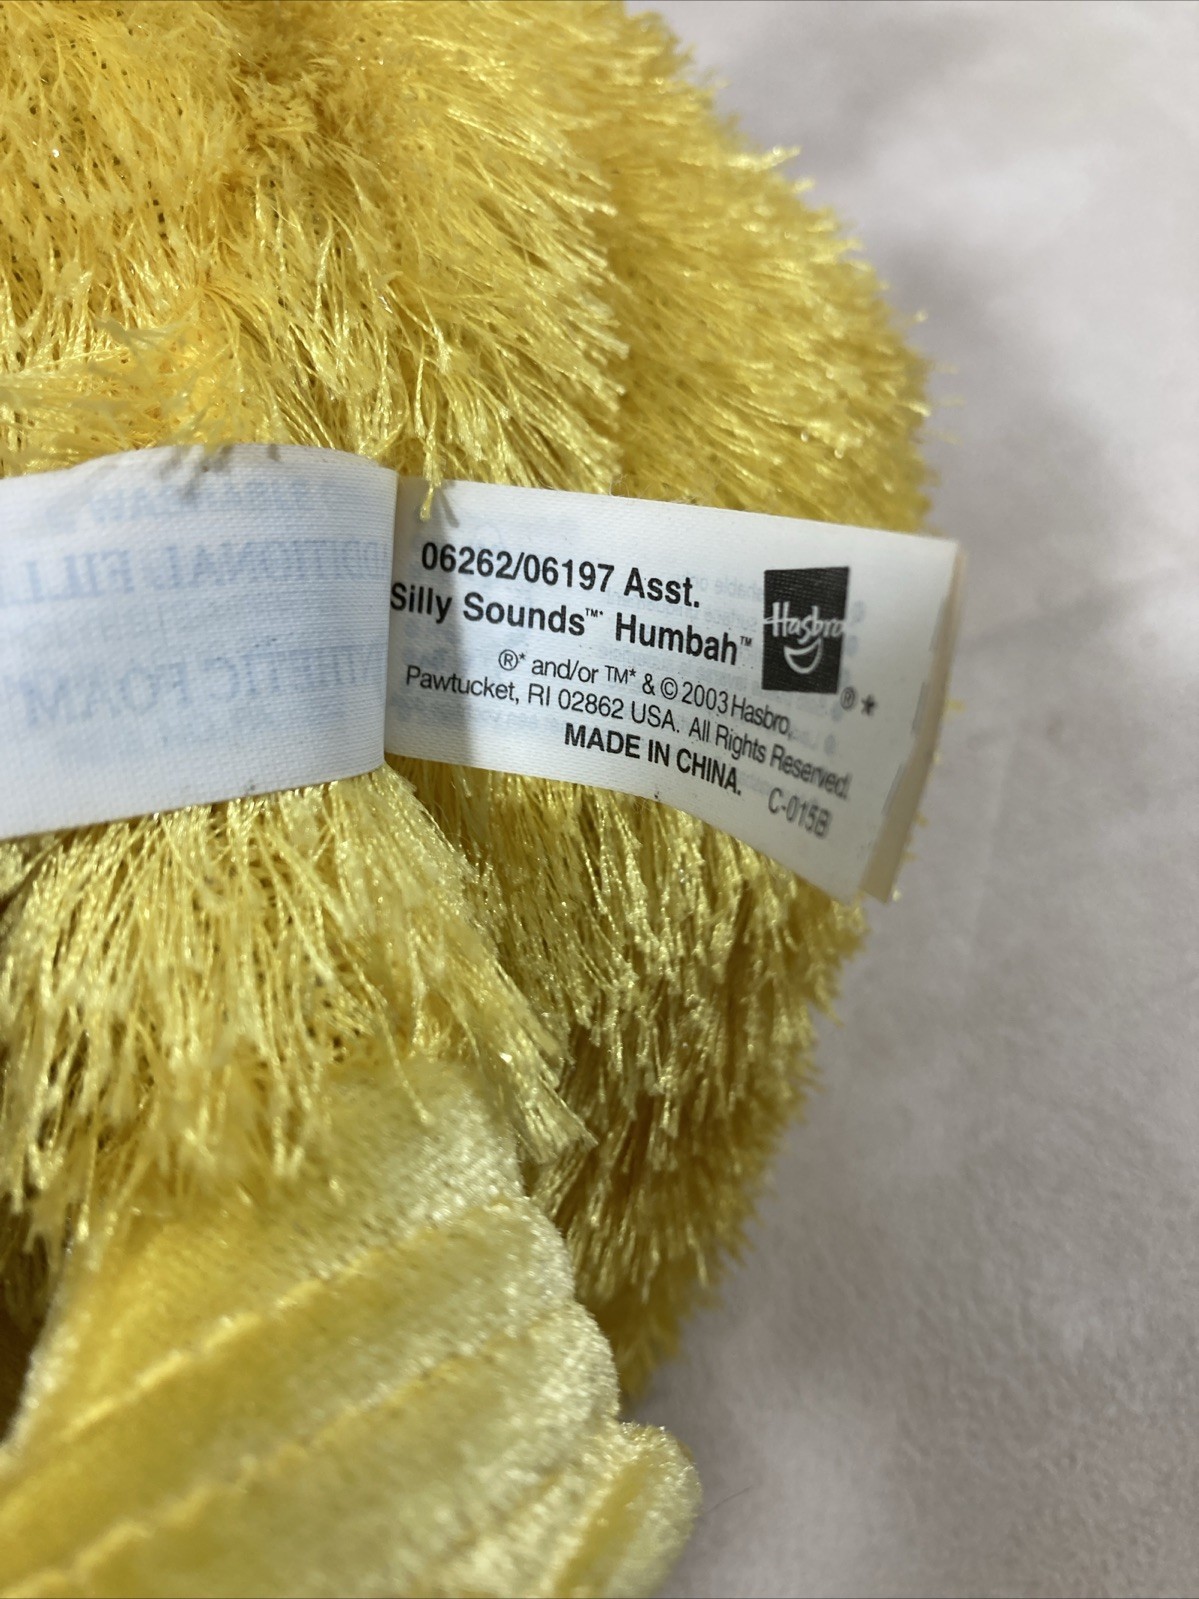 06262/06197 Asst.
Silly Sounds™* Humbah™
Hasbro
®*
®* and/or ™* & © 2003 Hasbro,
Pawtucket, RI 02862 USA. All Rights Reserved.
MADE IN CHINA.
C-015B